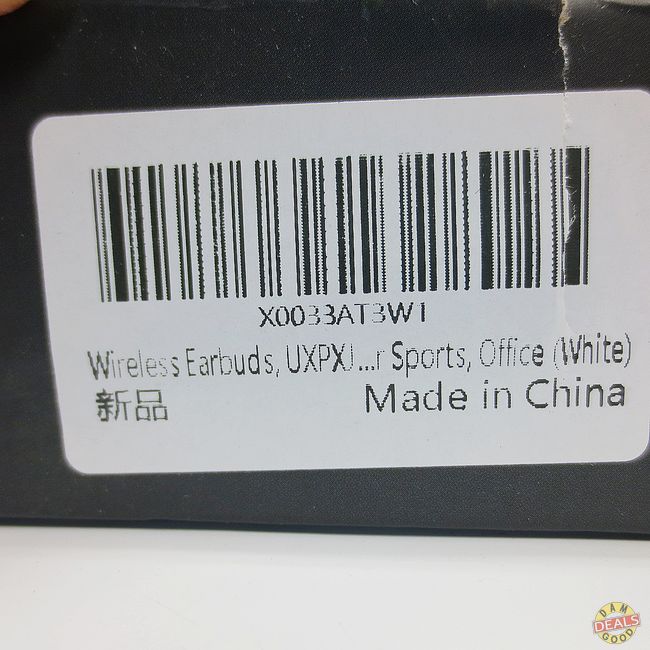 X0033AT3W1
Wireless Earbuds, UXPXJ...r Sports, Office (White)
新品
Made in China
DAM
DEALS
GOOD